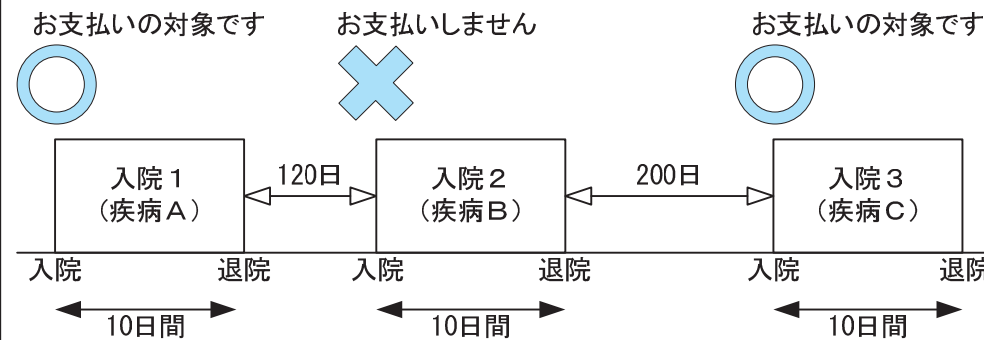 お支払いの対象です
お支払いしません
お支払いの対象です
入院１
（疾病Ａ）
120日
入院２
（疾病Ｂ）
200日
入院３
（疾病Ｃ）
入院
退院
入院
退院
入院
退院
10日間
10日間
10日間